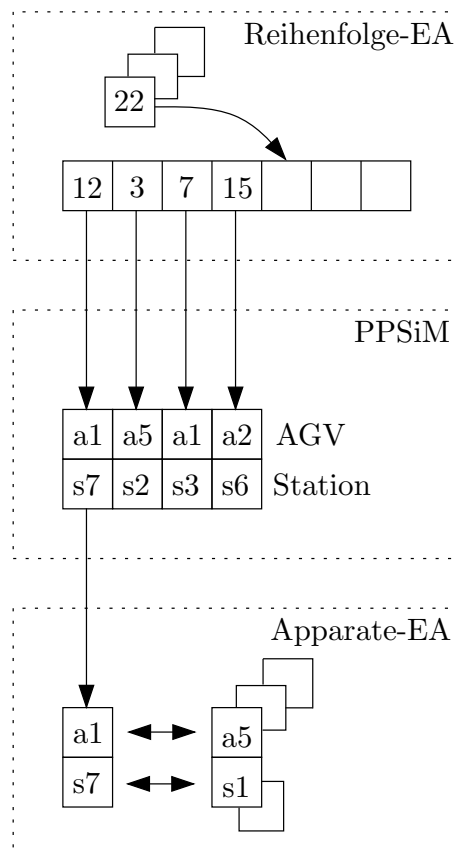 Reihenfolge-EA
22
12 3 7 15
PPSiM
a1 a5 a1 a2 AGV
s7 s2 s3 s6 Station
Apparate-EA
a1 a5
s7 s1